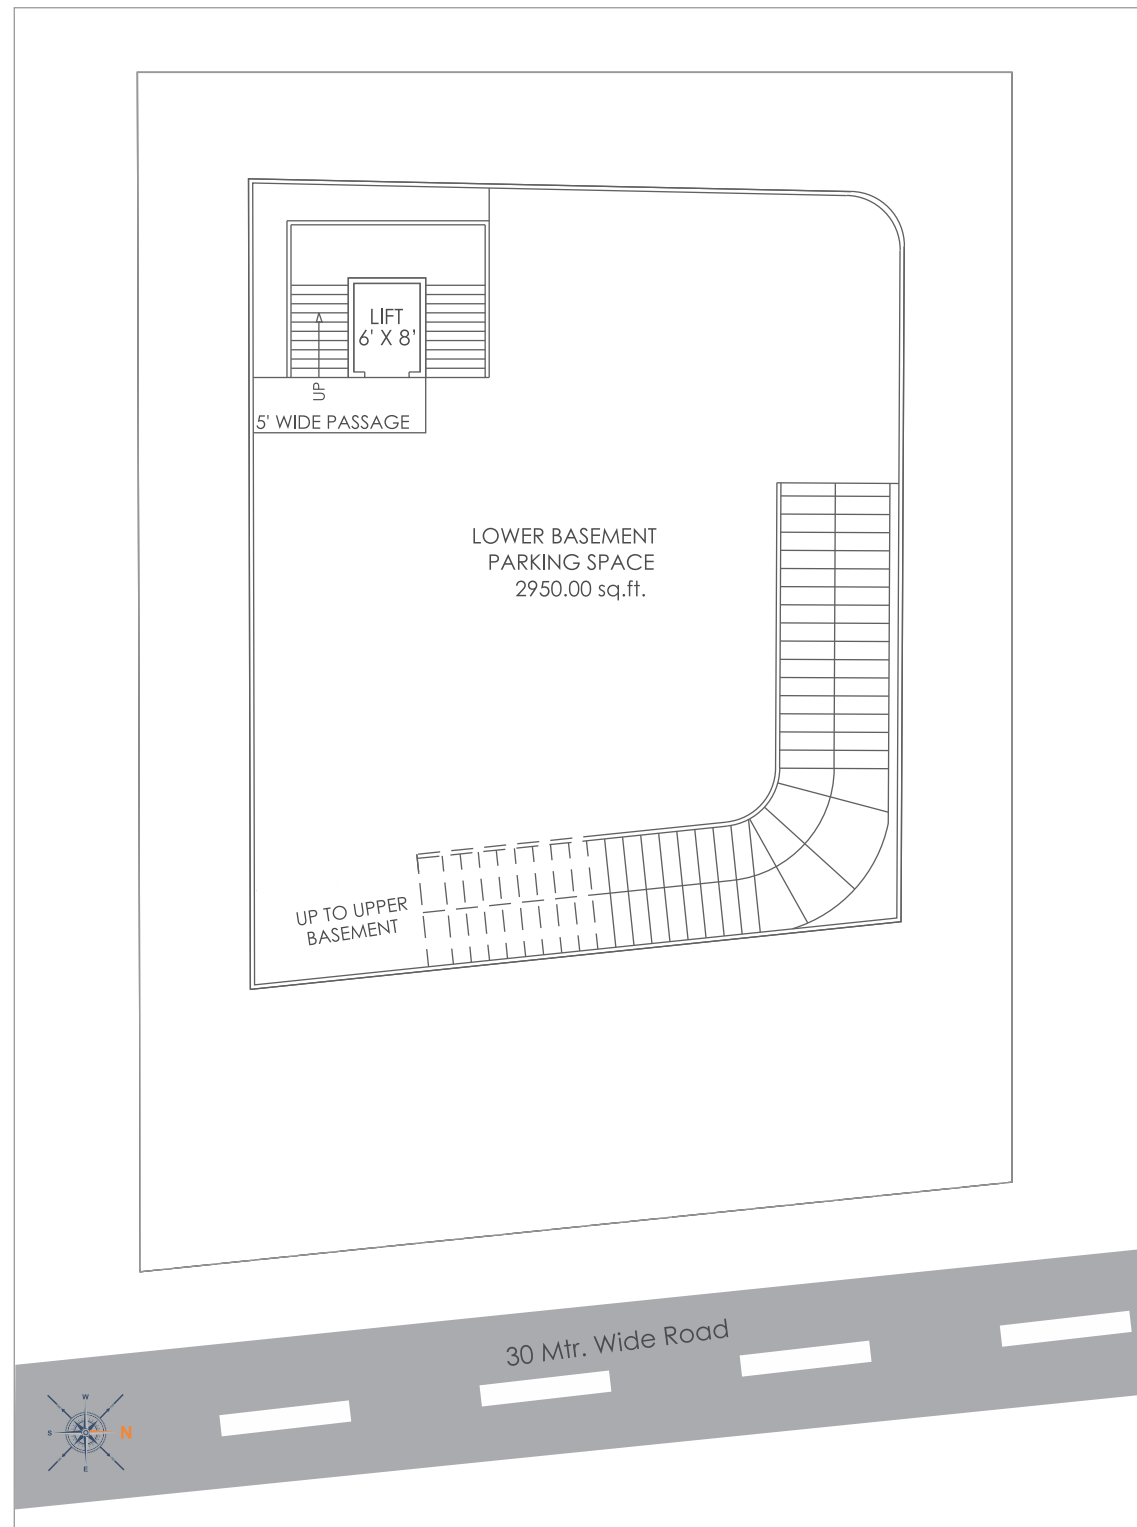 LIFT
6' X 8'
UP
5' WIDE PASSAGE
LOWER BASEMENT
PARKING SPACE
2950.00 sq.ft.
UP TO UPPER
BASEMENT
30 Mtr. Wide Road
W
S
N
E